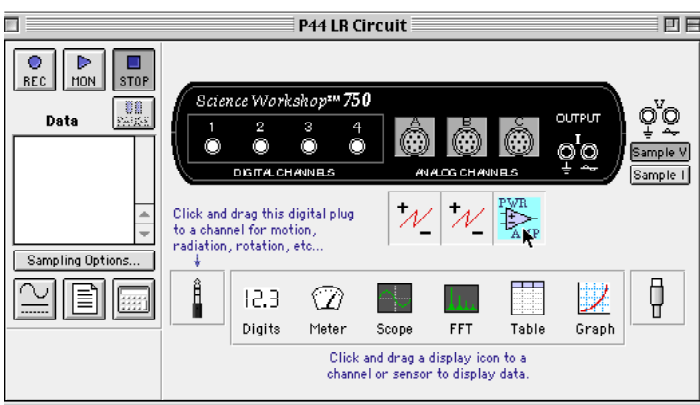 P44 LR Circuit
REC
MON
STOP
Data
Science Workshop™ 750
1 2 3 4
A B C
OUTPUT
DIGITAL CHANNELS
ANALOG CHANNELS
V
Sample V
Sample I
Click and drag this digital plug
to a channel for motion,
radiation, rotation, etc...
+ -
+ -
PWR
AMP
Sampling Options...
12.3
Digits
Meter
Scope
FFT
Table
Graph
Click and drag a display icon to a
channel or sensor to display data.